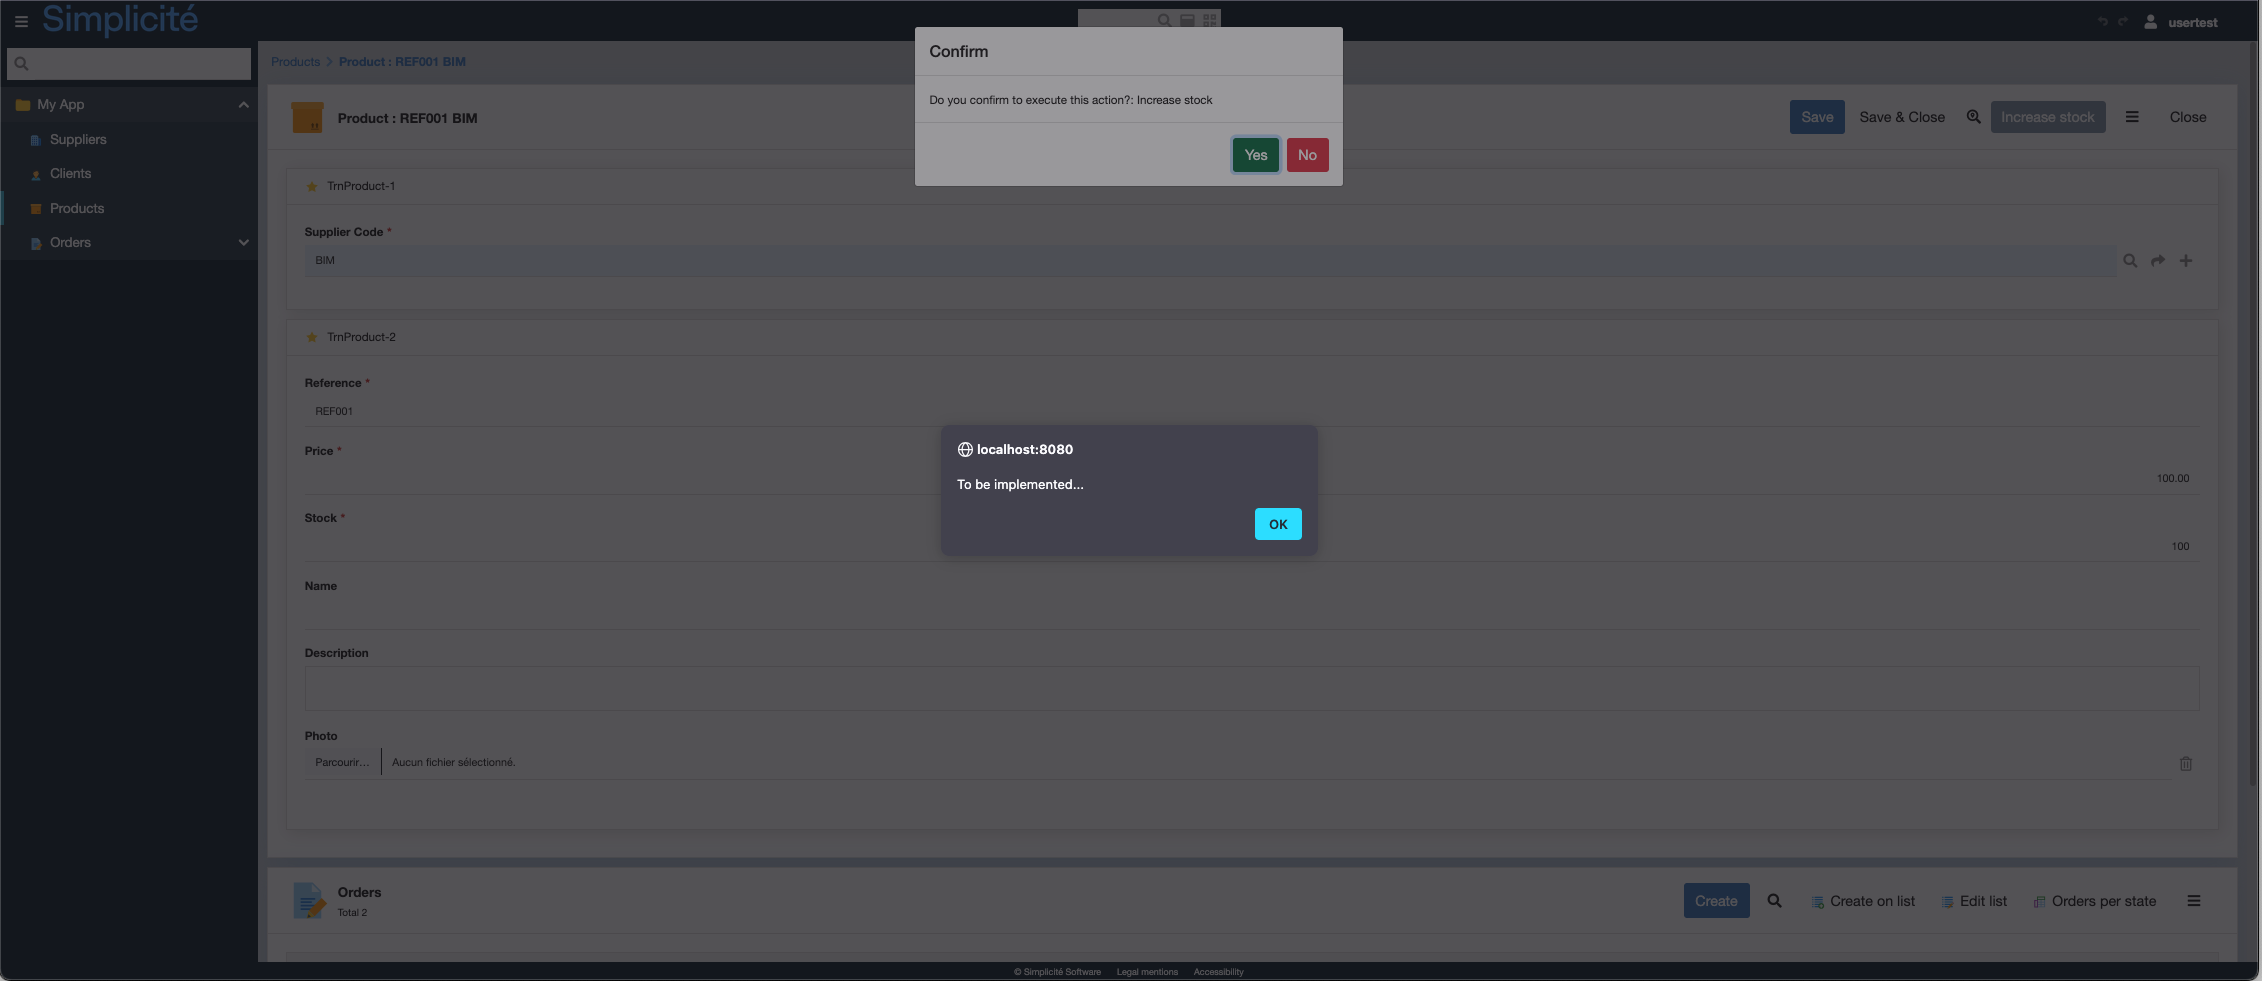 Simplicité
usertest
Confirm
Do you confirm to execute this action?: Increase stock
Yes
No
My App
Suppliers
Clients
Products
Orders
Products > Product : REF001 BIM
Product : REF001 BIM
Save
Save & Close
Increase stock
Close
TrnProduct-1
Supplier Code *
BIM
TrnProduct-2
Reference *
REF001
Price *
100.00
Stock *
100
Name
Description
Photo
Parcourir...
Aucun fichier sélectionné.
localhost:8080
To be implemented...
OK
Orders
Total 2
Create
Create on list
Edit list
Orders per state
© Simplicité Software
Legal mentions
Accessibility